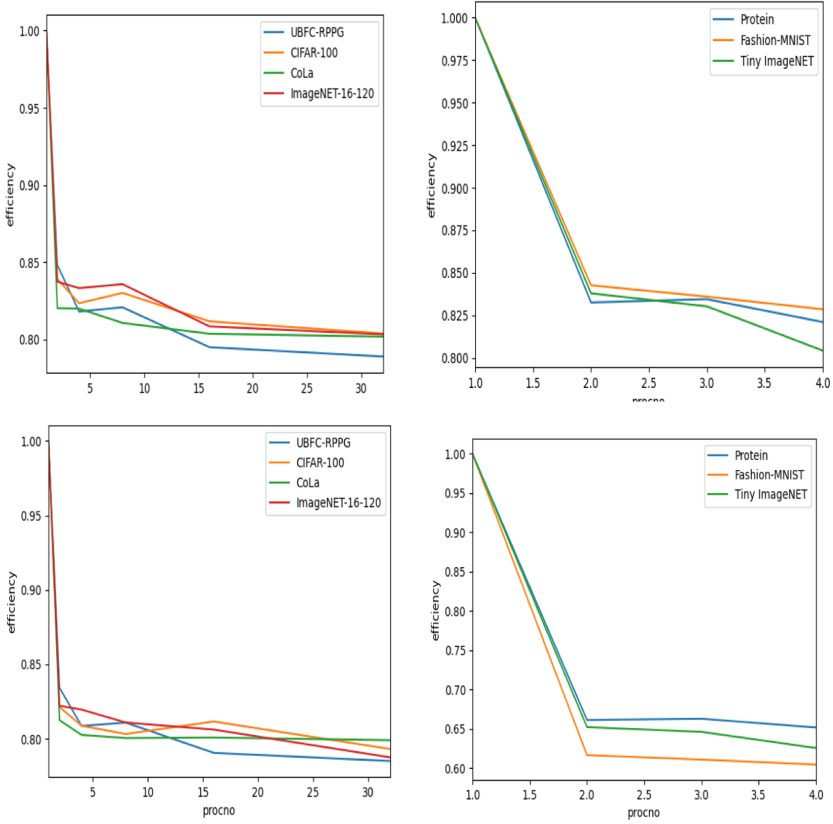 UBFC-RPPG
CIFAR-100
CoLa
ImageNET-16-120
1.00
0.95
0.90
0.85
0.80
efficiency
5
10
15
20
25
30
Protein
Fashion-MNIST
Tiny ImageNET
1.000
0.975
0.950
0.925
0.900
0.875
0.850
0.825
0.800
efficiency
1.0
1.5
2.0
2.5
3.0
3.5
4.0
procno
UBFC-RPPG
CIFAR-100
CoLa
ImageNET-16-120
1.00
0.95
0.90
0.85
0.80
efficiency
5
10
15
20
25
30
procno
Protein
Fashion-MNIST
Tiny ImageNET
1.00
0.95
0.90
0.85
0.80
0.75
0.70
0.65
0.60
efficiency
1.0
1.5
2.0
2.5
3.0
3.5
4.0
procno